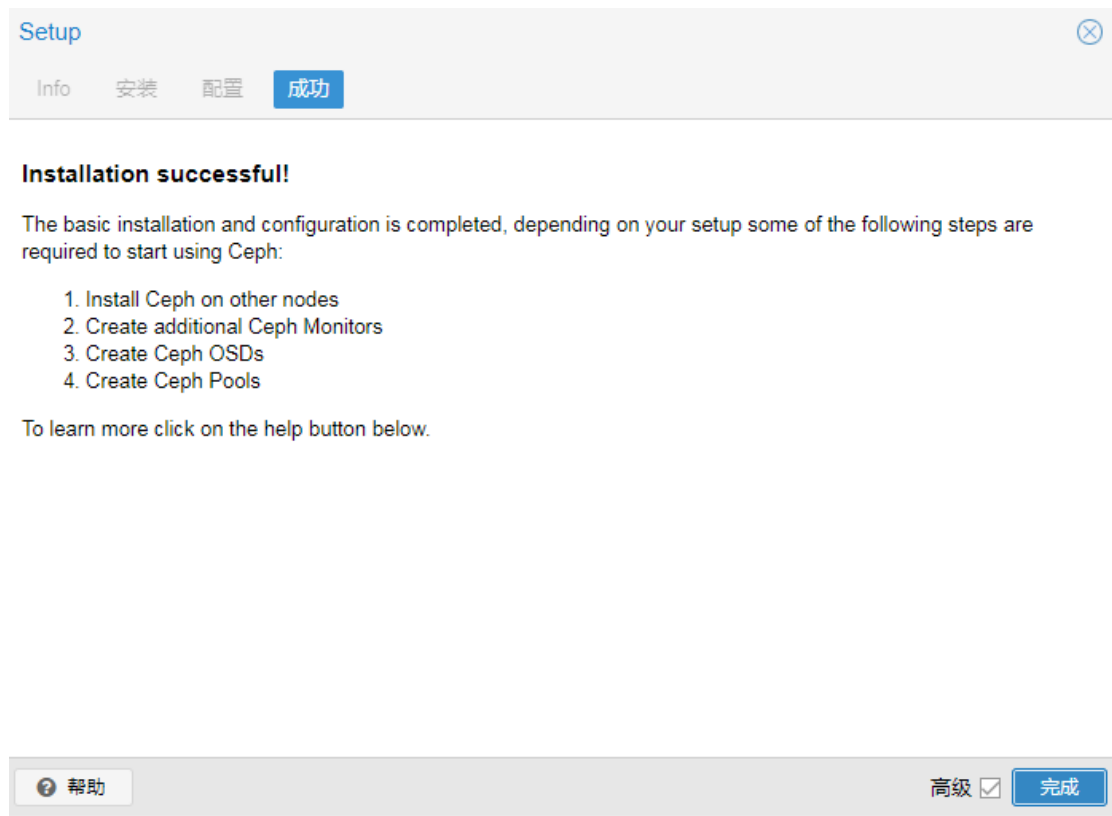 Setup
Info 安装 配置 成功
Installation successful!
The basic installation and configuration is completed, depending on your setup some of the following steps are
required to start using Ceph:
1. Install Ceph on other nodes
2. Create additional Ceph Monitors
3. Create Ceph OSDs
4. Create Ceph Pools
To learn more click on the help button below.
帮助 高级 完成